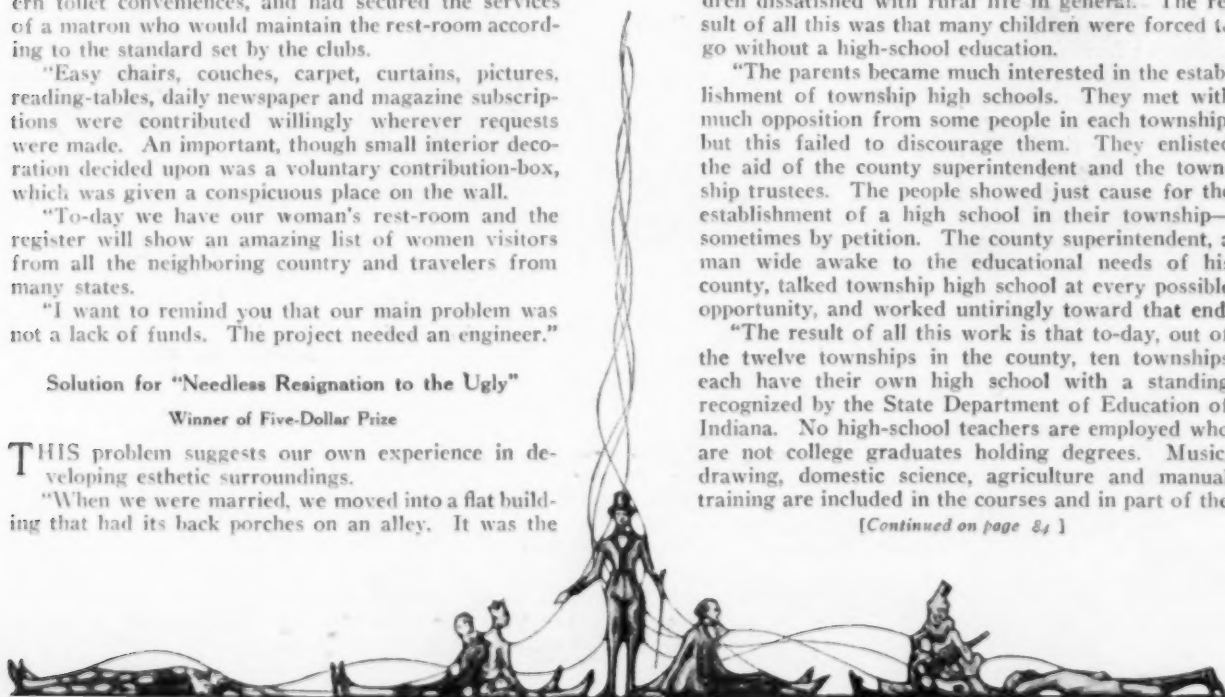 ern toilet conveniences, and had secured the services
of a matron who would maintain the rest-room accord-
ing to the standard set by the clubs.
"Easy chairs, couches, carpet, curtains, pictures,
reading-tables, daily newspaper and magazine subscrip-
tions were contributed willingly wherever requests
were made. An important, though small interior deco-
ration decided upon was a voluntary contribution-box,
which was given a conspicuous place on the wall.
"To-day we have our woman's rest-room and the
register will show an amazing list of women visitors
from all the neighboring country and travelers from
many states.
"I want to remind you that our main problem was
not a lack of funds. The project needed an engineer."
Solution for "Needless Resignation to the Ugly"
Winner of Five-Dollar Prize
THIS problem suggests our own experience in de-
veloping esthetic surroundings.
"When we were married, we moved into a flat build-
ing that had its back porches on an alley. It was the
dren dissatisfied with rural life in general. The re
sult of all this was that many children were forced to
go without a high-school education.
"The parents became much interested in the estab
lishment of township high schools. They met with
much opposition from some people in each township
but this failed to discourage them. They enlisted
the aid of the county superintendent and the town
ship trustees. The people showed just cause for the
establishment of a high school in their township—
sometimes by petition. The county superintendent, a
man wide awake to the educational needs of his
county, talked township high school at every possible
opportunity, and worked untiringly toward that end
"The result of all this work is that to-day, out of
the twelve townships in the county, ten townships
each have their own high school with a standing
recognized by the State Department of Education of
Indiana. No high-school teachers are employed who
are not college graduates holding degrees. Music
drawing, domestic science, agriculture and manual
training are included in the courses and in part of the
[Continued on page 84 ]